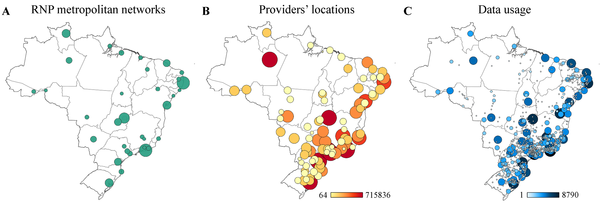 A RNP metropolitan networks
B Providers' locations
C Data usage
64 715836
1 8790